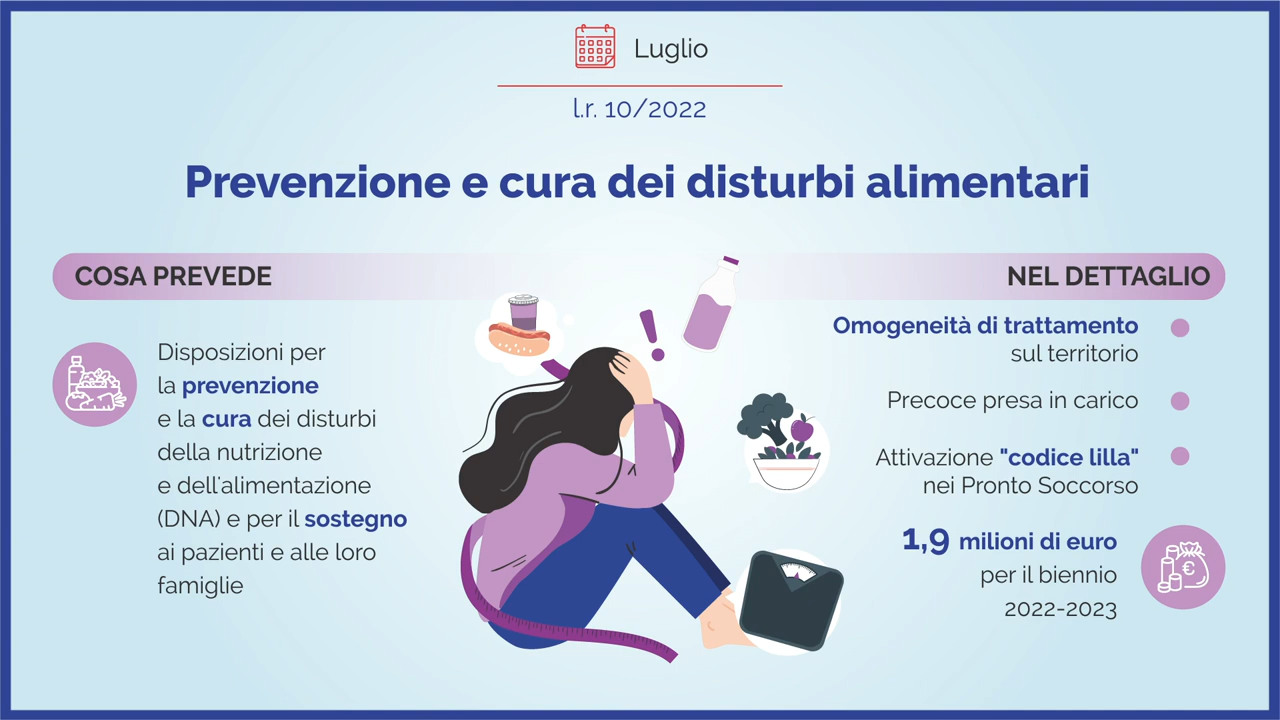 Luglio
l.r. 10/2022
Prevenzione e cura dei disturbi alimentari
COSA PREVEDE
Disposizioni per
la prevenzione
e la cura dei disturbi
della nutrizione
e dell'alimentazione
(DNA) e per il sostegno
ai pazienti e alle loro
famiglie
NEL DETTAGLIO
Omogeneità di trattamento
sul territorio
Precoce presa in carico
Attivazione "codice lilla"
nei Pronto Soccorso
1,9 milioni di euro
per il biennio
2022-2023